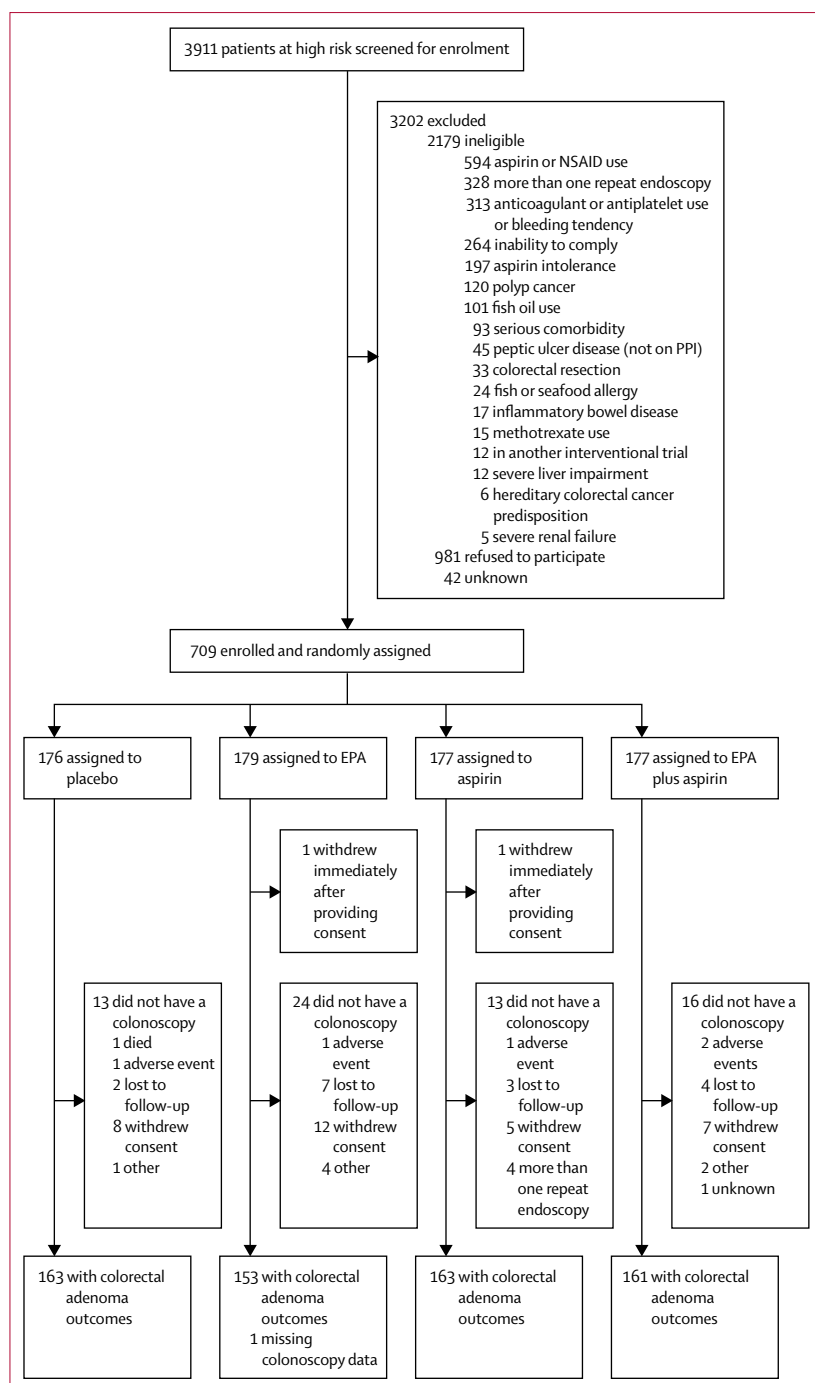 3911 patients at high risk screened for enrolment
3202 excluded
2179 ineligible
594 aspirin or NSAID use
328 more than one repeat endoscopy
313 anticoagulant or antiplatelet use
or bleeding tendency
264 inability to comply
197 aspirin intolerance
120 polyp cancer
101 fish oil use
93 serious comorbidity
45 peptic ulcer disease (not on PPI)
33 colorectal resection
24 fish or seafood allergy
17 inflammatory bowel disease
15 methotrexate use
12 in another interventional trial
12 severe liver impairment
6 hereditary colorectal cancer
predisposition
5 severe renal failure
981 refused to participate
42 unknown
709 enrolled and randomly assigned
176 assigned to
placebo
179 assigned to EPA
177 assigned to
aspirin
177 assigned to EPA
plus aspirin
1 withdrew
immediately
after
providing
consent
1 withdrew
immediately
after
providing
consent
13 did not have a
colonoscopy
1 died
1 adverse event
2 lost to
follow-up
8 withdrew
consent
1 other
24 did not have a
colonoscopy
1 adverse
event
7 lost to
follow-up
12 withdrew
consent
4 other
13 did not have a
colonoscopy
1 adverse
event
3 lost to
follow-up
5 withdrew
consent
4 more than
one repeat
endoscopy
16 did not have a
colonoscopy
2 adverse
events
4 lost to
follow-up
7 withdrew
consent
2 other
1 unknown
163 with colorectal
adenoma
outcomes
153 with colorectal
adenoma
outcomes
1 missing
colonoscopy data
163 with colorectal
adenoma
outcomes
161 with colorectal
adenoma
outcomes